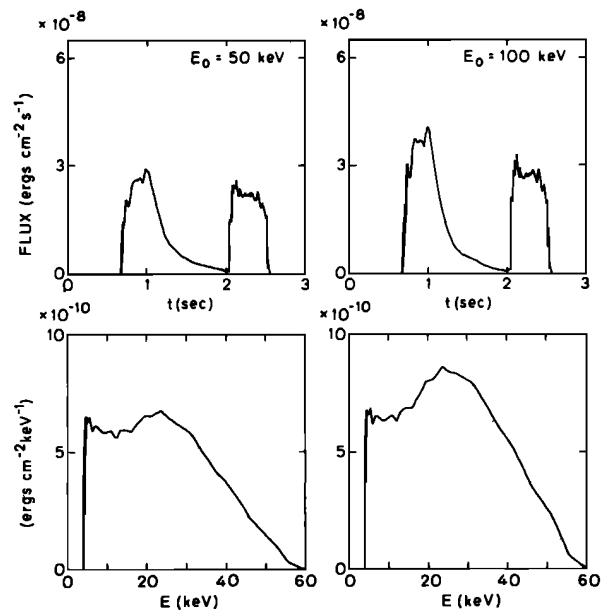 × 10⁻⁸
6
3
0
FLUX (ergs cm⁻² s⁻¹)
E₀ = 50 keV
0 1 2 3
t (sec)
× 10⁻⁸
6
3
0
E₀ = 100 keV
0 1 2 3
t (sec)
× 10⁻¹⁰
10
5
0
(ergs cm⁻² keV⁻¹)
0 20 40 60
E (keV)
× 10⁻¹⁰
10
5
0
0 20 40 60
E (keV)